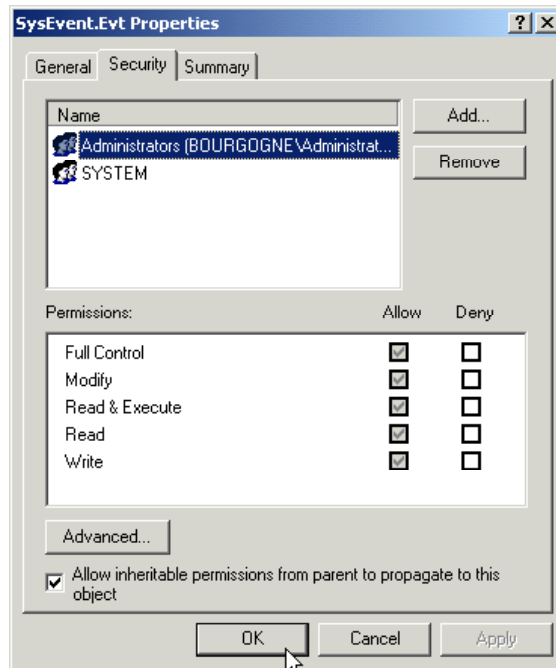 SysEvent.Evt Properties
General Security Summary
Name
Administrators (BOURGOGNE\Administrat...
SYSTEM
Add...
Remove
Permissions: Allow Deny
Full Control
Modify
Read & Execute
Read
Write
Advanced...
Allow inheritable permissions from parent to propagate to this
object
OK Cancel Apply